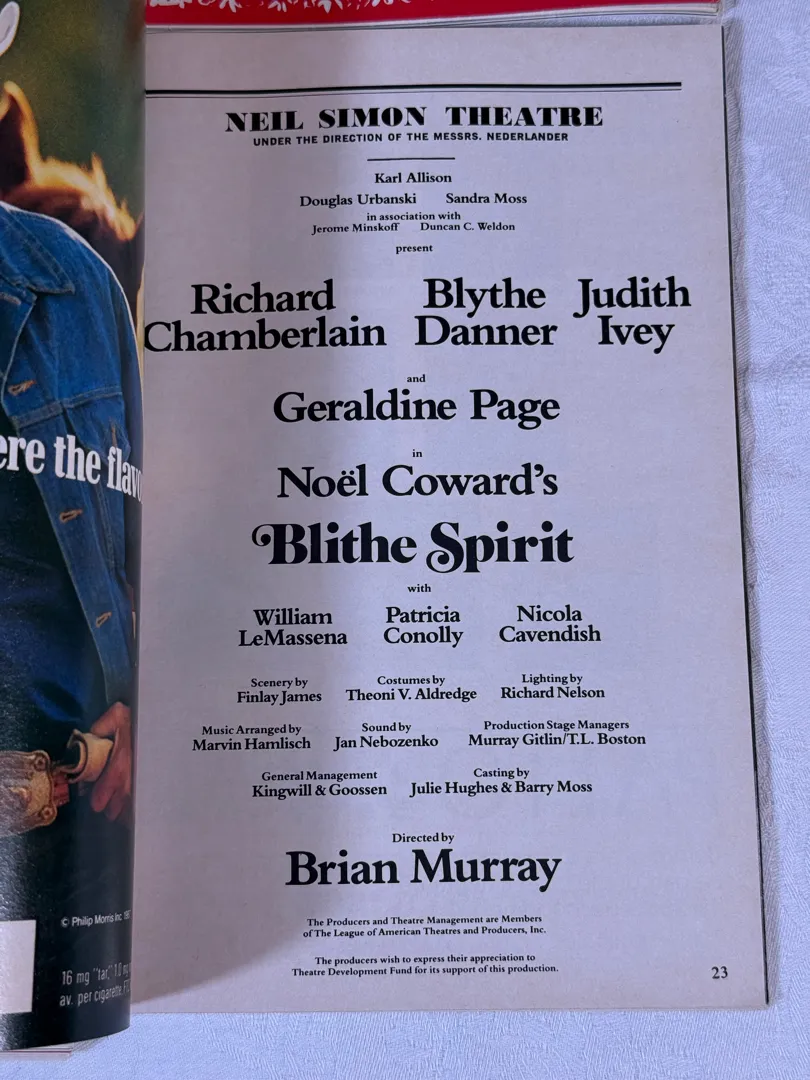 NEIL SIMON THEATRE
UNDER THE DIRECTION OF THE MESSRS. NEDERLANDER
Karl Allison
Douglas Urbanski Sandra Moss
in association with
Jerome Minskoff Duncan C. Weldon
present
Richard Chamberlain
Blythe Danner
Judith Ivey
and
Geraldine Page
in
Noël Coward's
Blithe Spirit
with
William LeMassena
Patricia Conolly
Nicola Cavendish
Scenery by
Finlay James
Costumes by
Theoni V. Aldredge
Lighting by
Richard Nelson
Music Arranged by
Marvin Hamlisch
Sound by
Jan Nebozenko
Production Stage Managers
Murray Gitlin/T.L. Boston
General Management
Kingwill & Goossen
Casting by
Julie Hughes & Barry Moss
Directed by
Brian Murray
The Producers and Theatre Management are Members
of The League of American Theatres and Producers, Inc.
The producers wish to express their appreciation to
Theatre Development Fund for its support of this production.
23
the
© Philip Morris Inc.
16 mg "tar,"
av. per cigarette,